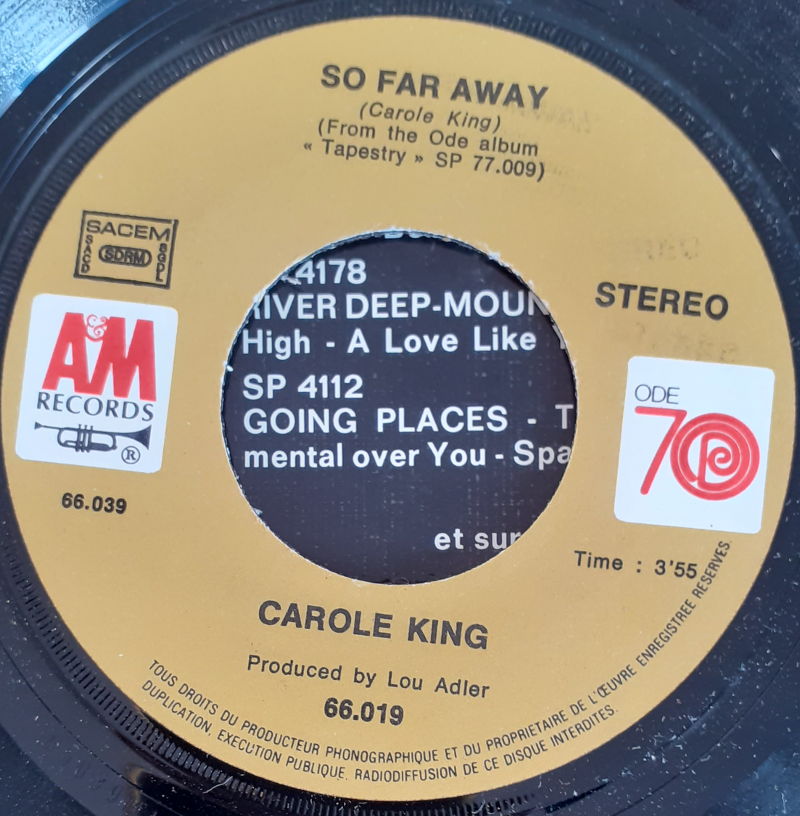 SO FAR AWAY
(Carole King)
(From the Ode album
« Tapestry » SP 77.009)
SACEM
SACD
SDRM
SGDL
STEREO
A&M
RECORDS
®
ODE
70
66.039
4178
RIVER DEEP-MOUN
High - A Love Like
SP 4112
GOING PLACES - T
mental over You - Spa
et sur
Time : 3'55
CAROLE KING
Produced by Lou Adler
66.019
TOUS DROITS DU PRODUCTEUR PHONOGRAPHIQUE ET DU PROPRIETAIRE DE L'ŒUVRE ENREGISTREE RESERVES.
DUPLICATION, EXECUTION PUBLIQUE, RADIODIFFUSION DE CE DISQUE INTERDITES.